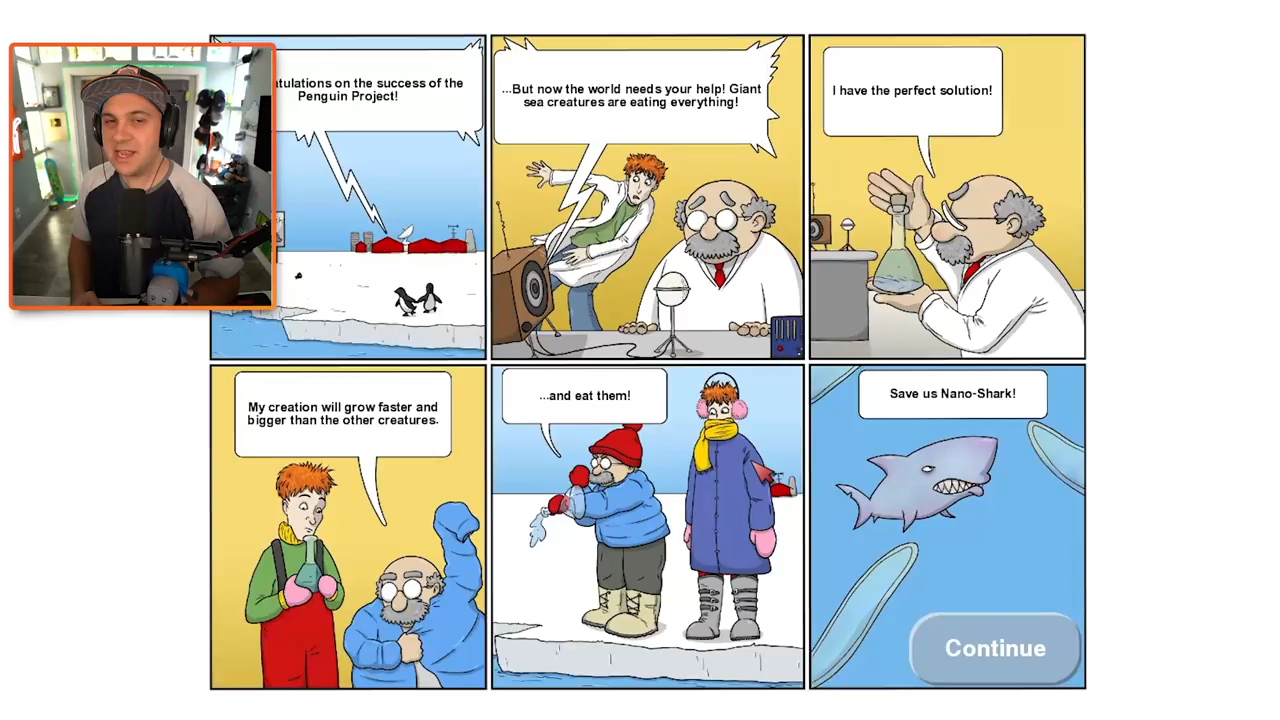 atulations on the success of the
Penguin Project!
...But now the world needs your help! Giant
sea creatures are eating everything!
I have the perfect solution!
My creation will grow faster and
bigger than the other creatures.
...and eat them!
Save us Nano-Shark!
Continue